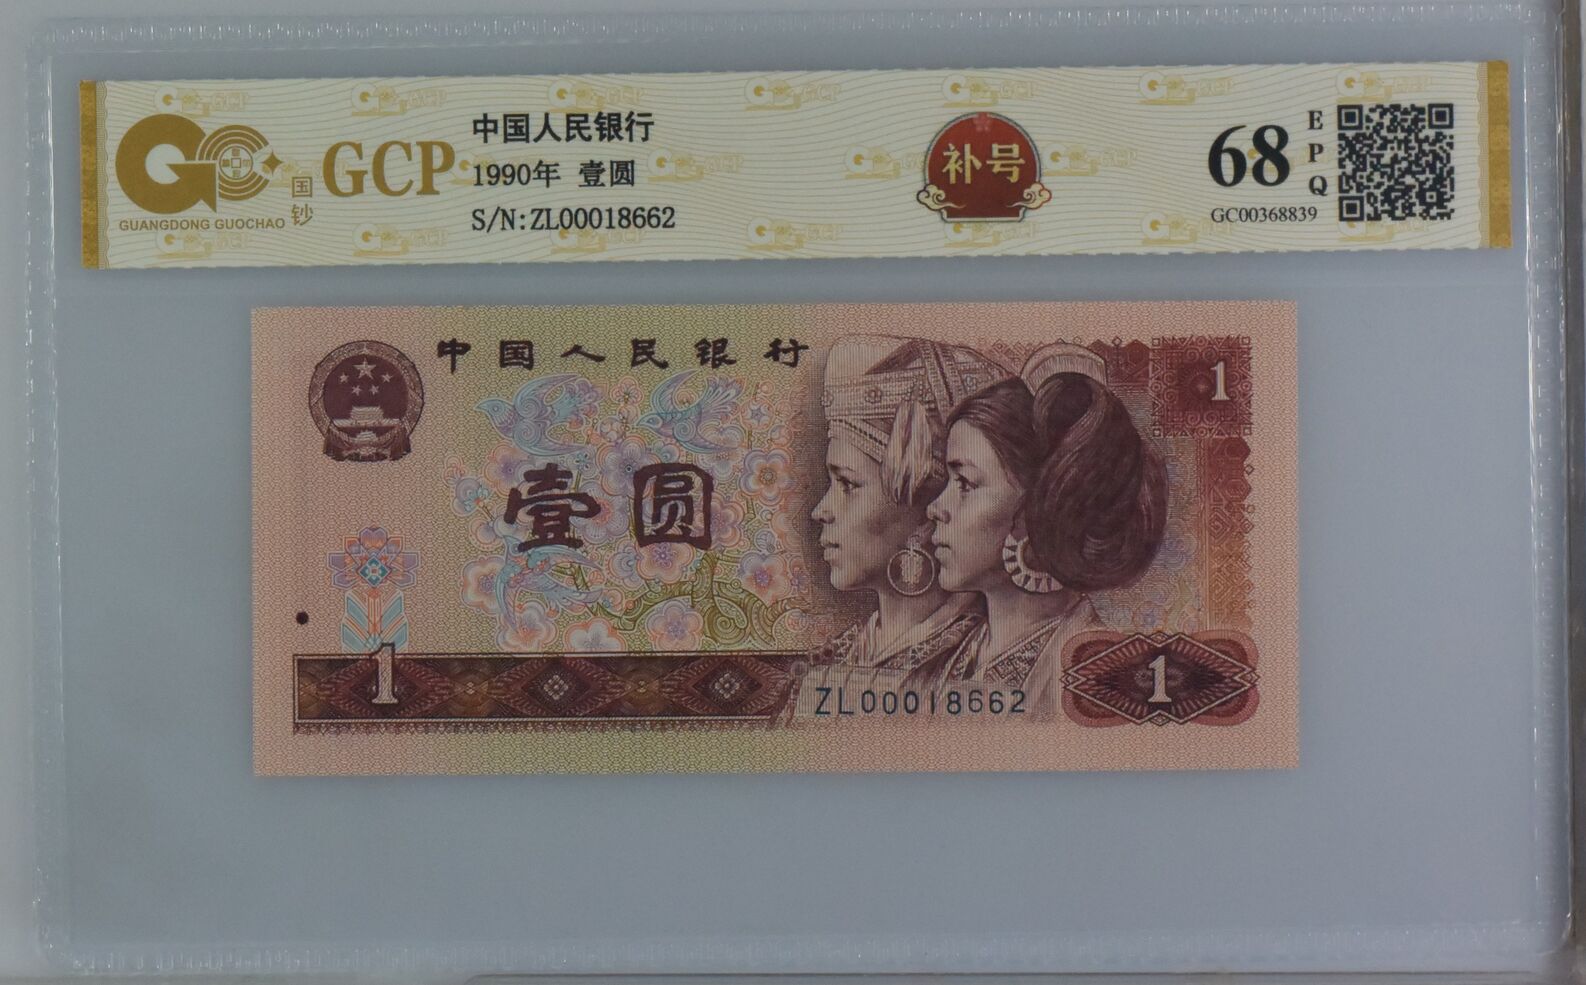 GUANGDONG GUOCHAO
国钞
GCP
中国人民银行
1990年 壹圆
S/N:ZL00018662
补号
68
EPQ
GC00368839
中国人民银行
1
壹圆
1
ZL00018662
1